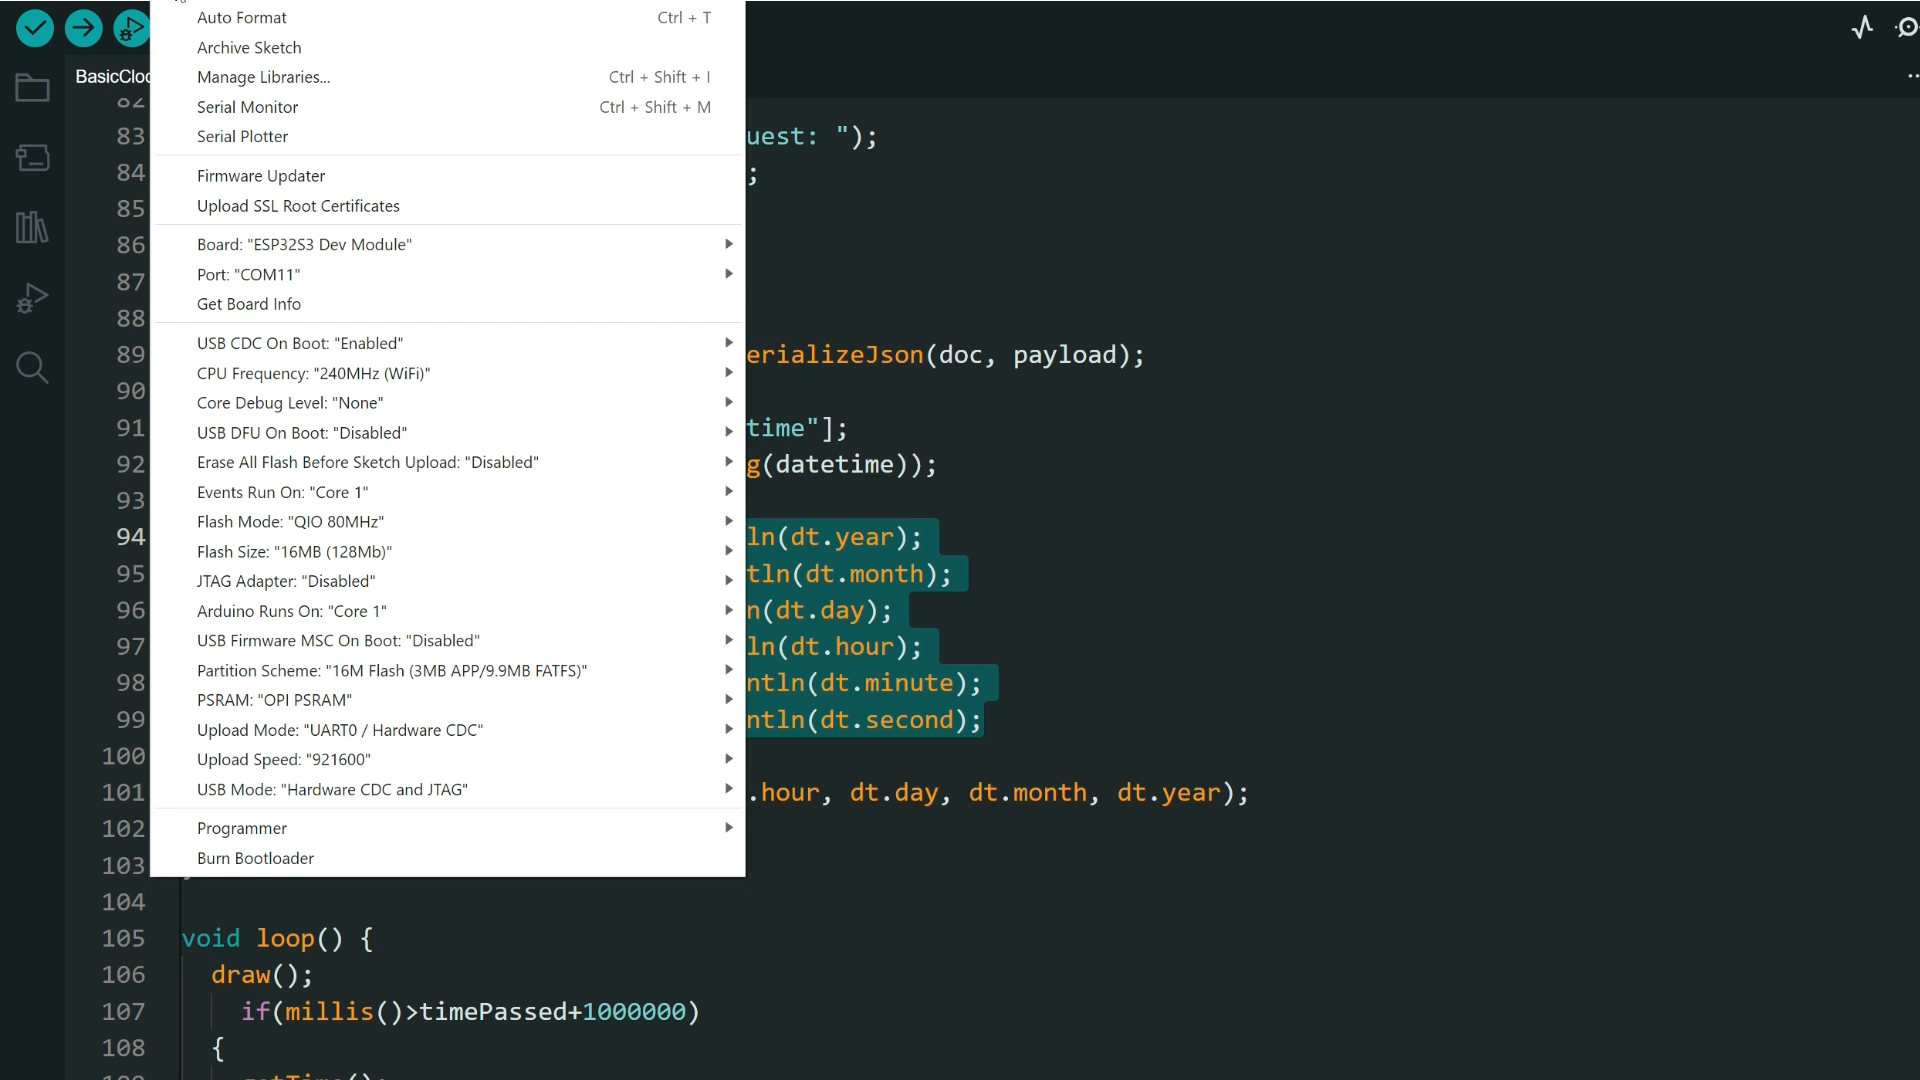 Auto Format Ctrl + T
Archive Sketch
Manage Libraries... Ctrl + Shift + I
Serial Monitor Ctrl + Shift + M
Serial Plotter
Firmware Updater
Upload SSL Root Certificates
Board: "ESP32S3 Dev Module"
Port: "COM11"
Get Board Info
USB CDC On Boot: "Enabled"
CPU Frequency: "240MHz (WiFi)"
Core Debug Level: "None"
USB DFU On Boot: "Disabled"
Erase All Flash Before Sketch Upload: "Disabled"
Events Run On: "Core 1"
Flash Mode: "QIO 80MHz"
Flash Size: "16MB (128Mb)"
JTAG Adapter: "Disabled"
Arduino Runs On: "Core 1"
USB Firmware MSC On Boot: "Disabled"
Partition Scheme: "16M Flash (3MB APP/9.9MB FATFS)"
PSRAM: "OPI PSRAM"
Upload Mode: "UART0 / Hardware CDC"
Upload Speed: "921600"
USB Mode: "Hardware CDC and JTAG"
Programmer
Burn Bootloader
BasicCloc
82
83 uest: ");
84 ;
85
86
87
88
89 erializeJson(doc, payload);
90
91 time"];
92 g(datetime));
93
94 ln(dt.year);
95 tln(dt.month);
96 n(dt.day);
97 ln(dt.hour);
98 ntln(dt.minute);
99 ntln(dt.second);
100
101 .hour, dt.day, dt.month, dt.year);
102
103
104
105 void loop() {
106 draw();
107 if(millis()>timePassed+1000000)
108 {